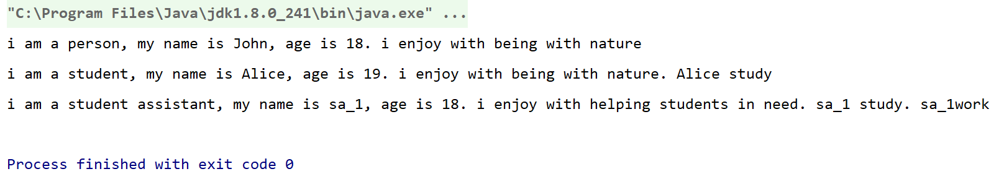 "C:\Program Files\Java\jdk1.8.0_241\bin\java.exe" ...
i am a person, my name is John, age is 18. i enjoy with being with nature
i am a student, my name is Alice, age is 19. i enjoy with being with nature. Alice study
i am a student assistant, my name is sa_1, age is 18. i enjoy with helping students in need. sa_1 study. sa_1work
Process finished with exit code 0